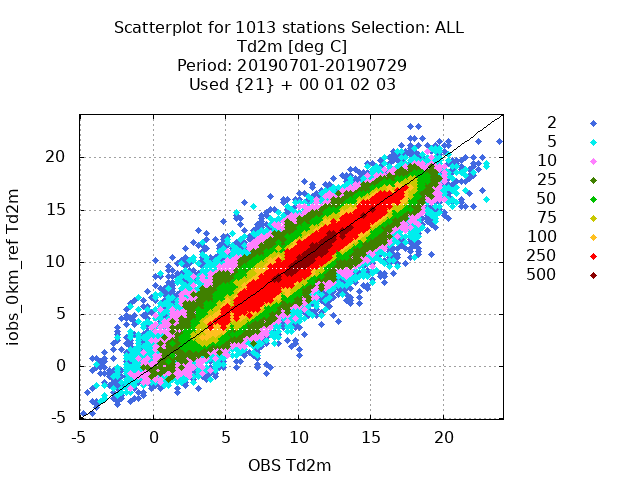 Scatterplot for 1013 stations Selection: ALL
Td2m [deg C]
Period: 20190701-20190729
Used {21} + 00 01 02 03
2
5
10
25
50
75
100
250
500
iobs_0km_ref Td2m
20
15
10
5
0
-5
-5 0 5 10 15 20
OBS Td2m